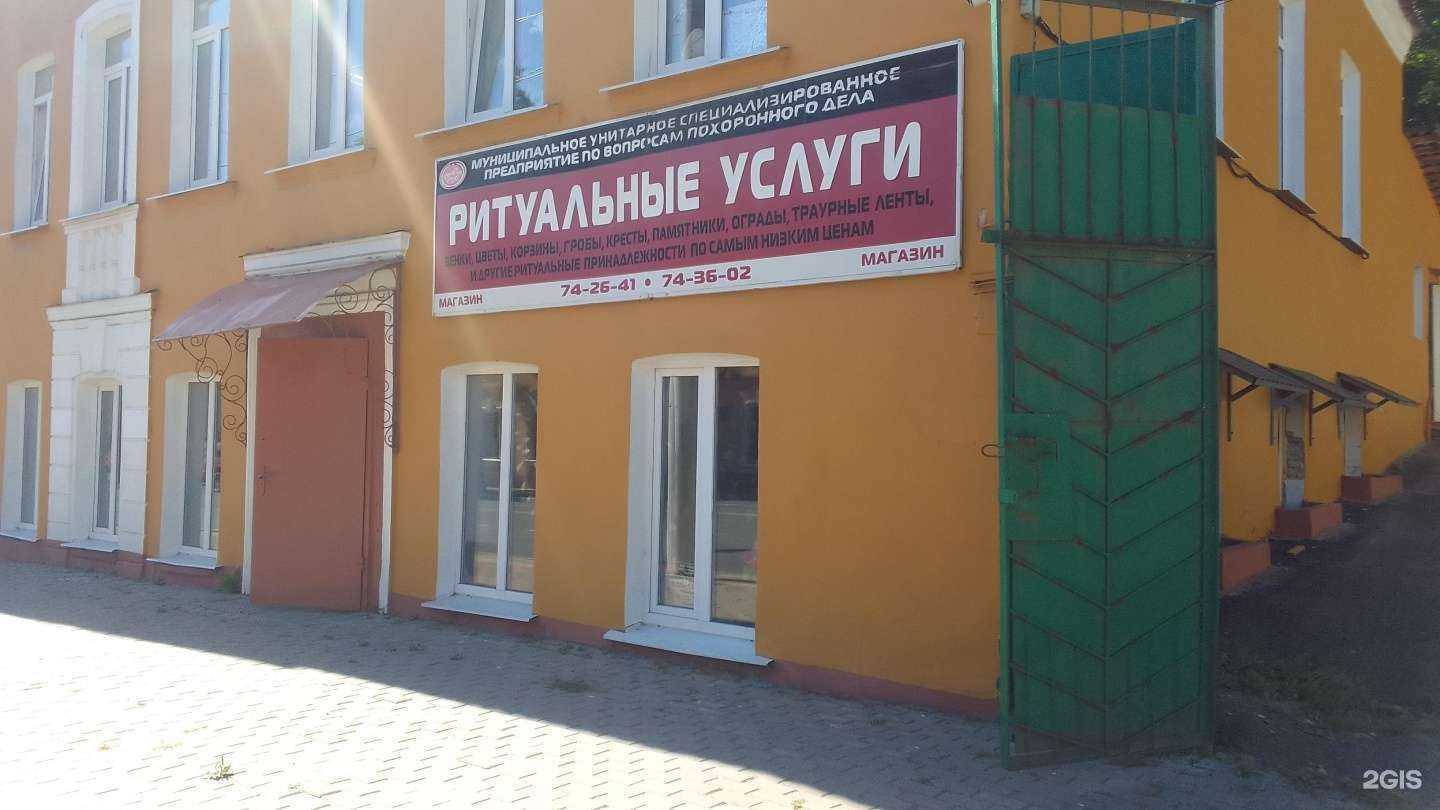 МУНИЦИПАЛЬНОЕ УНИТАРНОЕ СПЕЦИАЛИЗИРОВАННОЕ
ПРЕДПРИЯТИЕ ПО ВОПРОСАМ ПОХОРОННОГО ДЕЛА
РИТУАЛЬНЫЕ УСЛУГИ
ВЕНКИ, ЦВЕТЫ, КОРЗИНЫ, ГРОБЫ, КРЕСТЫ, ПАМЯТНИКИ, ОГРАДЫ, ТРАУРНЫЕ ЛЕНТЫ,
И ДРУГИЕ РИТУАЛЬНЫЕ ПРИНАДЛЕЖНОСТИ ПО САМЫМ НИЗКИМ ЦЕНАМ
МАГАЗИН 74-26-41 • 74-36-02 МАГАЗИН
2GIS